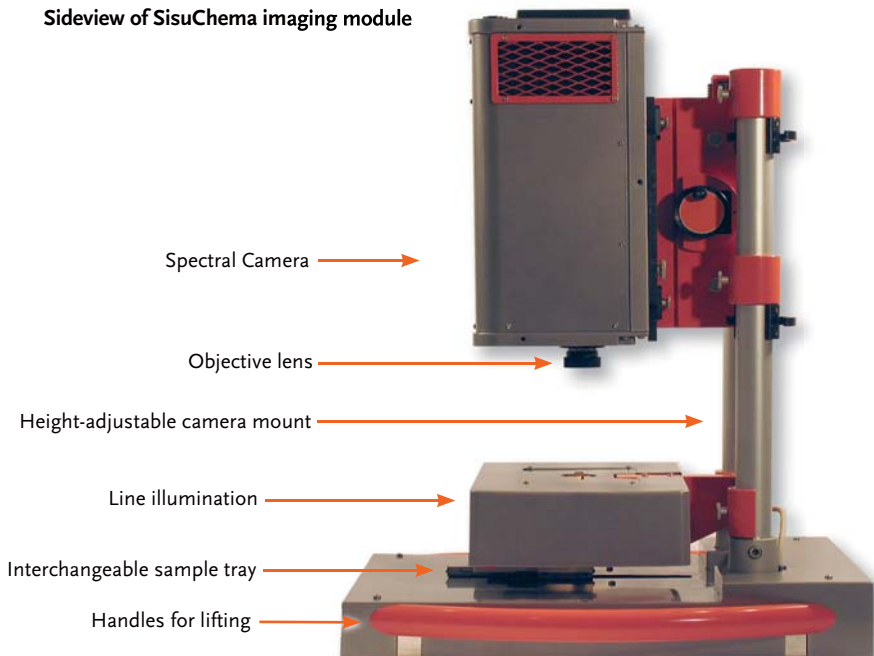 Sideview of SisuChema imaging module
Spectral Camera
Objective lens
Height-adjustable camera mount
Line illumination
Interchangeable sample tray
Handles for lifting